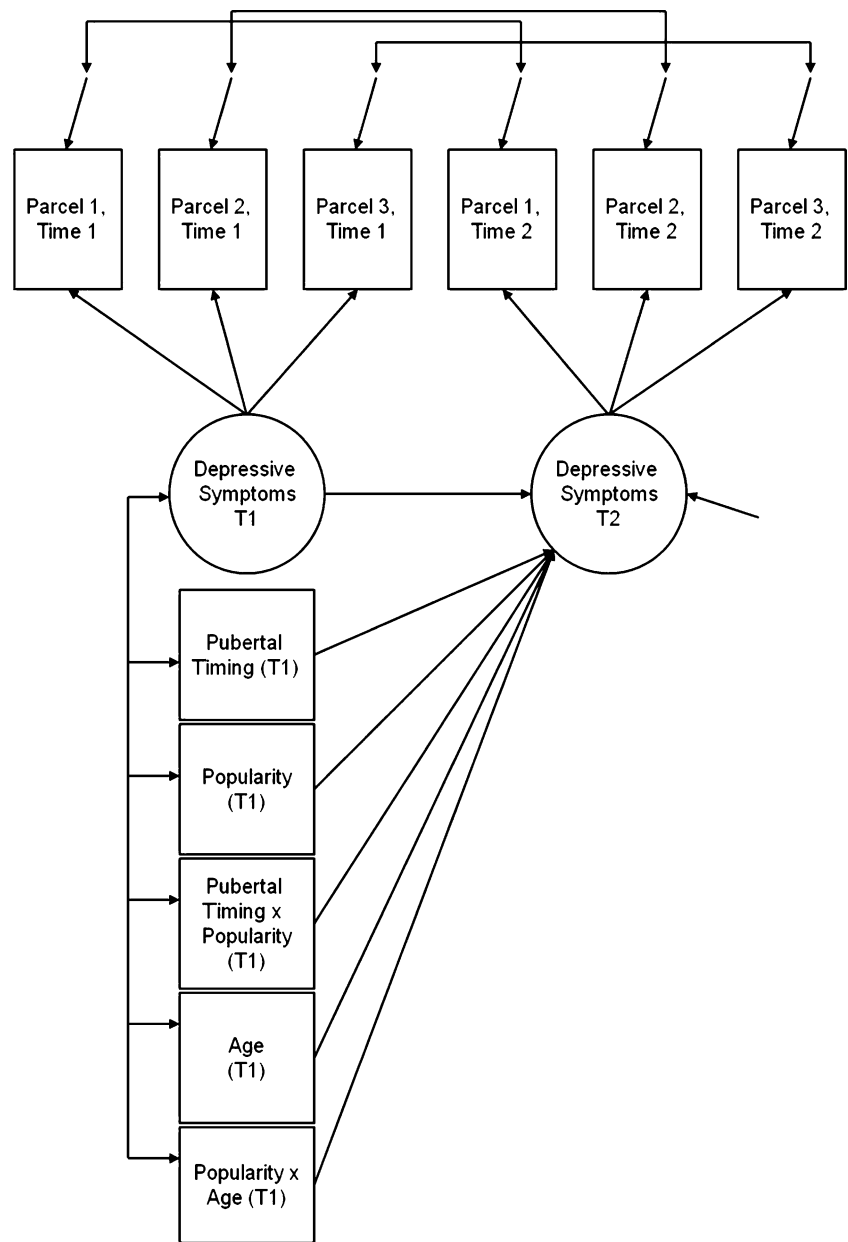 Parcel 1,
Time 1
Parcel 2,
Time 1
Parcel 3,
Time 1
Parcel 1,
Time 2
Parcel 2,
Time 2
Parcel 3,
Time 2
Depressive
Symptoms
T1
Depressive
Symptoms
T2
Pubertal
Timing (T1)
Popularity
(T1)
Pubertal
Timing x
Popularity
(T1)
Age
(T1)
Popularity x
Age (T1)